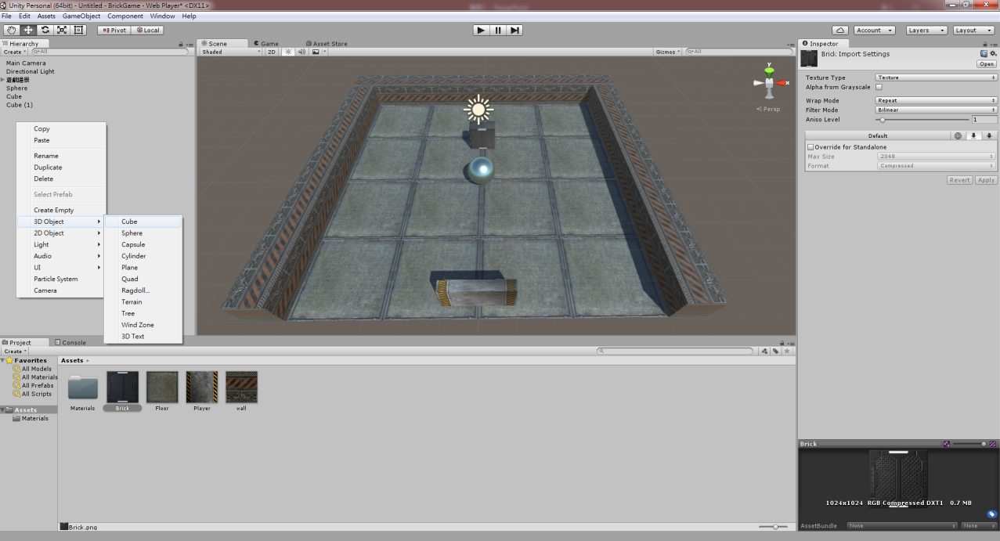 Unity Personal (64bit) - Untitled - BrickGame - Web Player* <DX11>
File Edit Assets GameObject Component Window Help
Pivot Local Account Layers Layout
Hierarchy
Create All
Main Camera
Directional Light
Sphere
Cube
Cube (1)
Copy
Paste
Rename
Duplicate
Delete
Select Prefab
Create Empty
3D Object
2D Object
Light
Audio
UI
Particle System
Camera
Cube
Sphere
Capsule
Cylinder
Plane
Quad
Ragdoll...
Terrain
Tree
Wind Zone
3D Text
Scene Game Asset Store
Shaded 2D Gizmos All
y
x
Persp
Inspector
Brick Import Settings
Open
Texture Type Texture
Alpha from Grayscale
Wrap Mode Repeat
Filter Mode Bilinear
Aniso Level 1
Default
Override for Standalone
Max Size 2048
Format Compressed
Revert Apply
Project Console
Create
Favorites
All Models
All Materials
All Prefabs
All Scripts
Assets
Materials
Assets
Materials Brick Floor Player wall
Brick.png
Brick
1024x1024 RGB Compressed DXT1 0.7 MB
AssetBundle None None